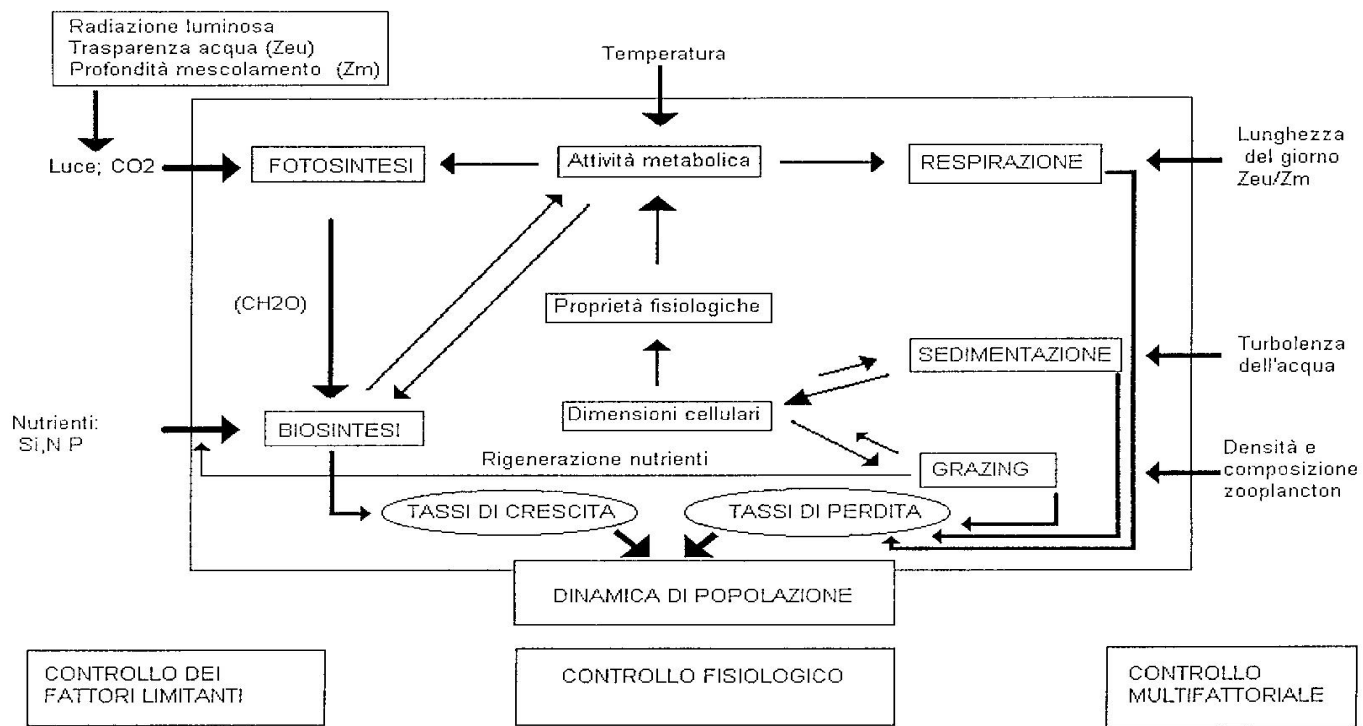 Radiazione luminosa
Trasparenza acqua (Zeu)
Profondità mescolamento (Zm)
Temperatura
Luce; CO2
FOTOSINTESI
Attività metabolica
RESPIRAZIONE
Lunghezza
del giorno
Zeu/Zm
(CH2O)
Proprietà fisiologiche
SEDIMENTAZIONE
Turbolenza
dell'acqua
Nutrienti:
Si,N P
BIOSINTESI
Dimensioni cellulari
Rigenerazione nutrienti
GRAZING
Densità e
composizione
zooplancton
TASSI DI CRESCITA
TASSI DI PERDITA
DINAMICA DI POPOLAZIONE
CONTROLLO DEI
FATTORI LIMITANTI
CONTROLLO FISIOLOGICO
CONTROLLO
MULTIFATTORIALE